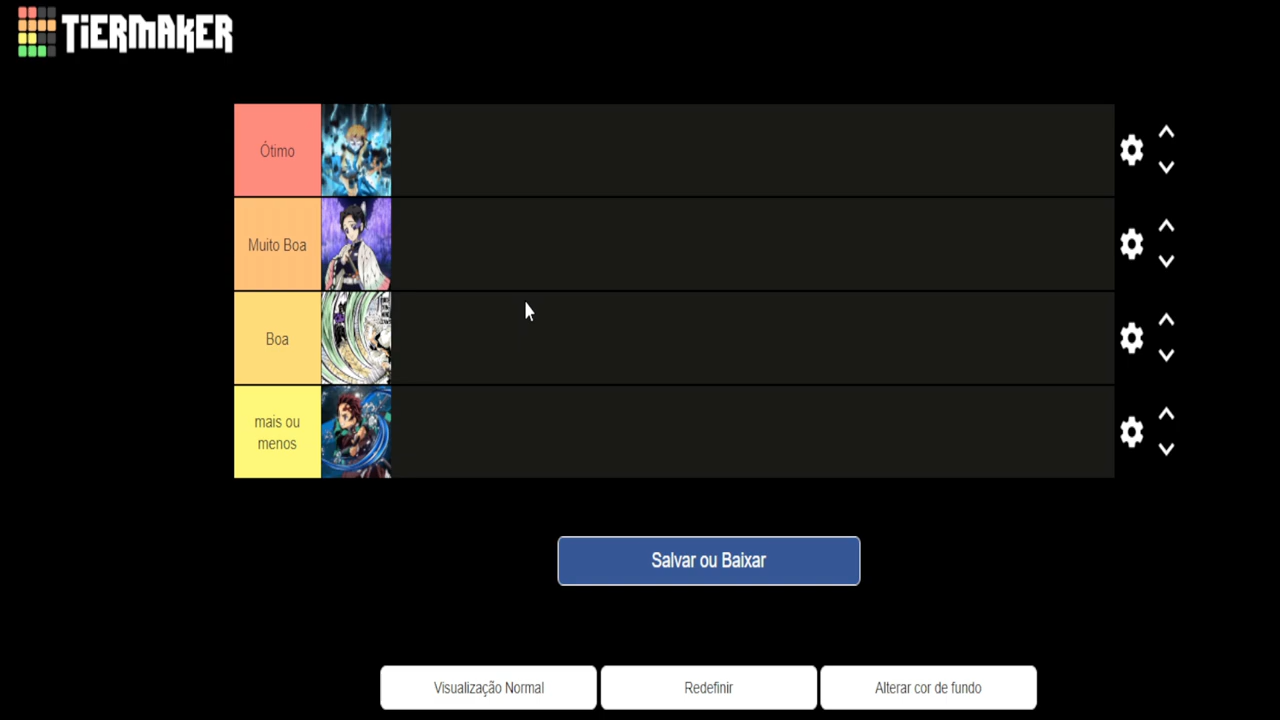 TiERMAKER
Ótimo
Muito Boa
Boa
mais ou
menos
Salvar ou Baixar
Visualização Normal
Redefinir
Alterar cor de fundo